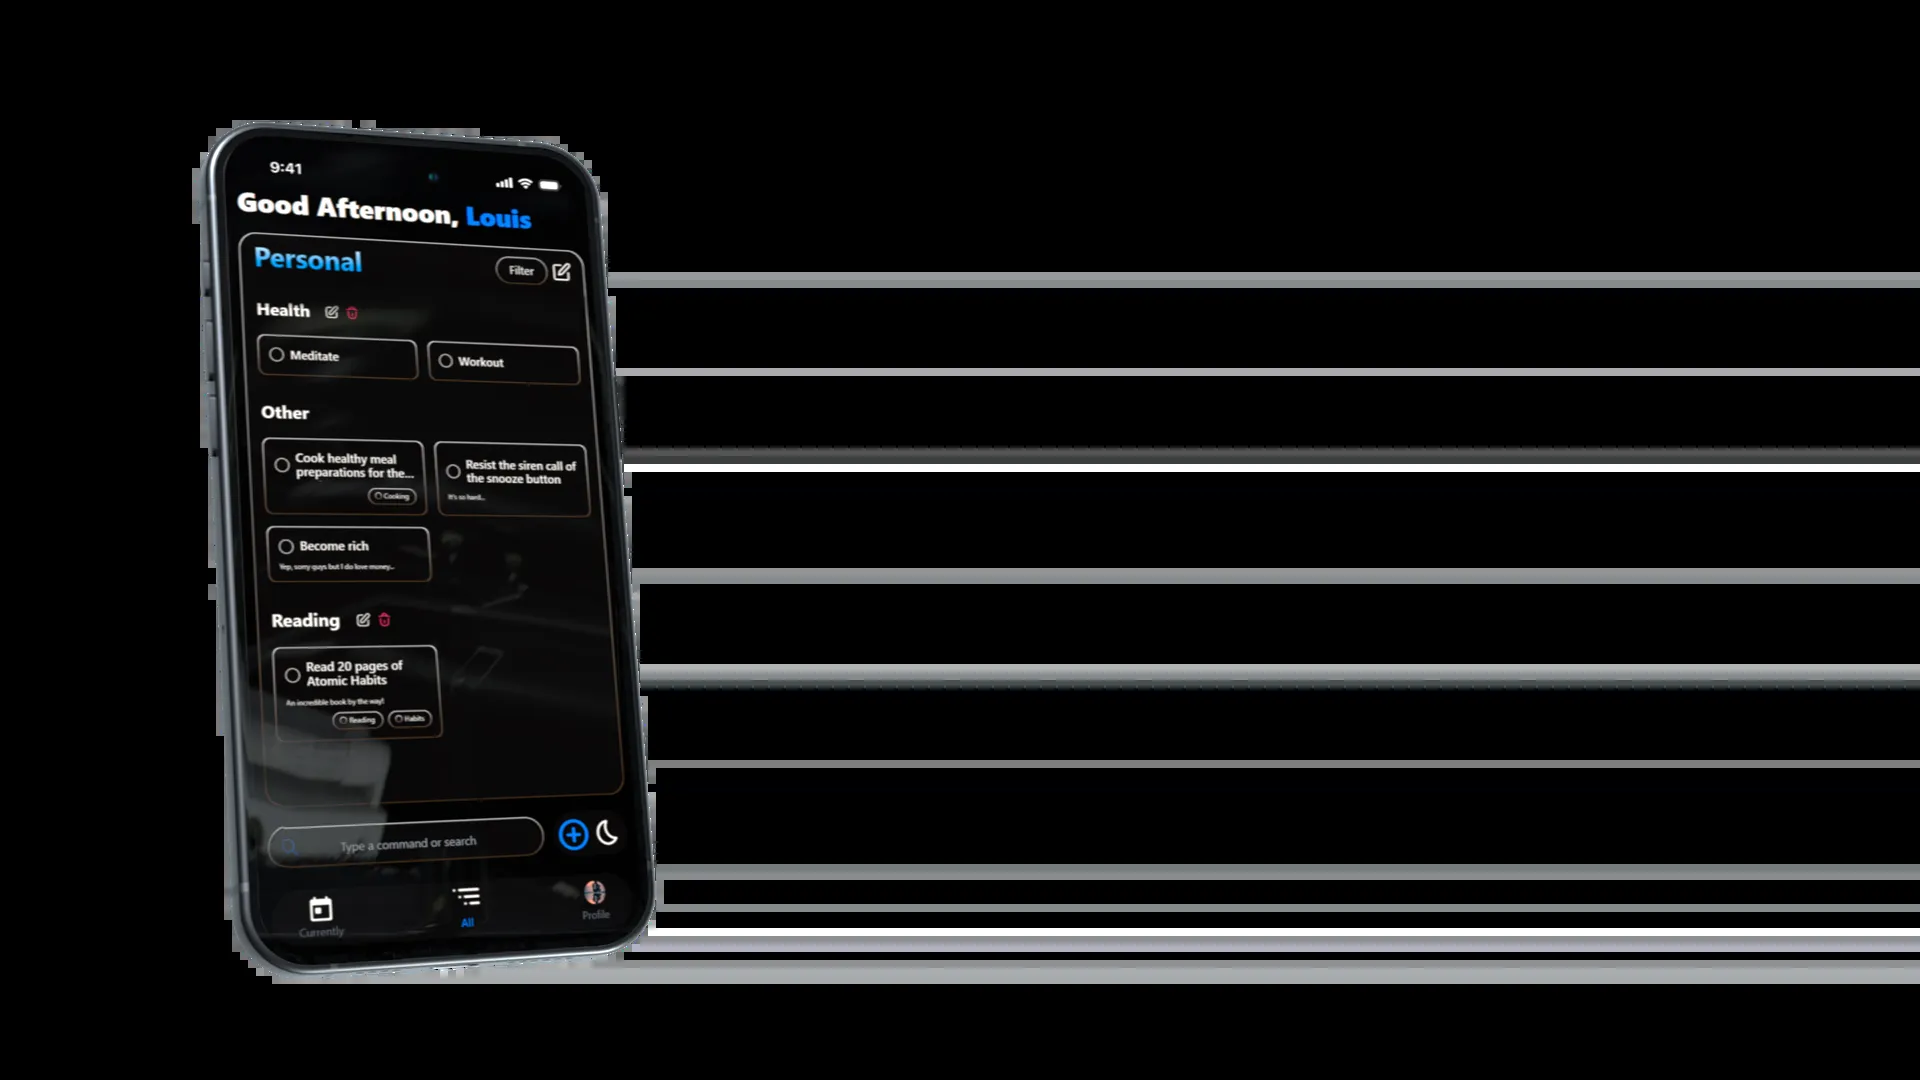 9:41
Good Afternoon, Louis
Personal
Filter
Health
Meditate
Workout
Other
Cook healthy meal
preparations for the...
Cooking
Resist the siren call of
the snooze button
It's so hard...
Become rich
Yep, sorry guys but I do love money...
Reading
Read 20 pages of
Atomic Habits
An incredible book by the way!
Reading
Habits
Type a command or search
Currently
All
Profile